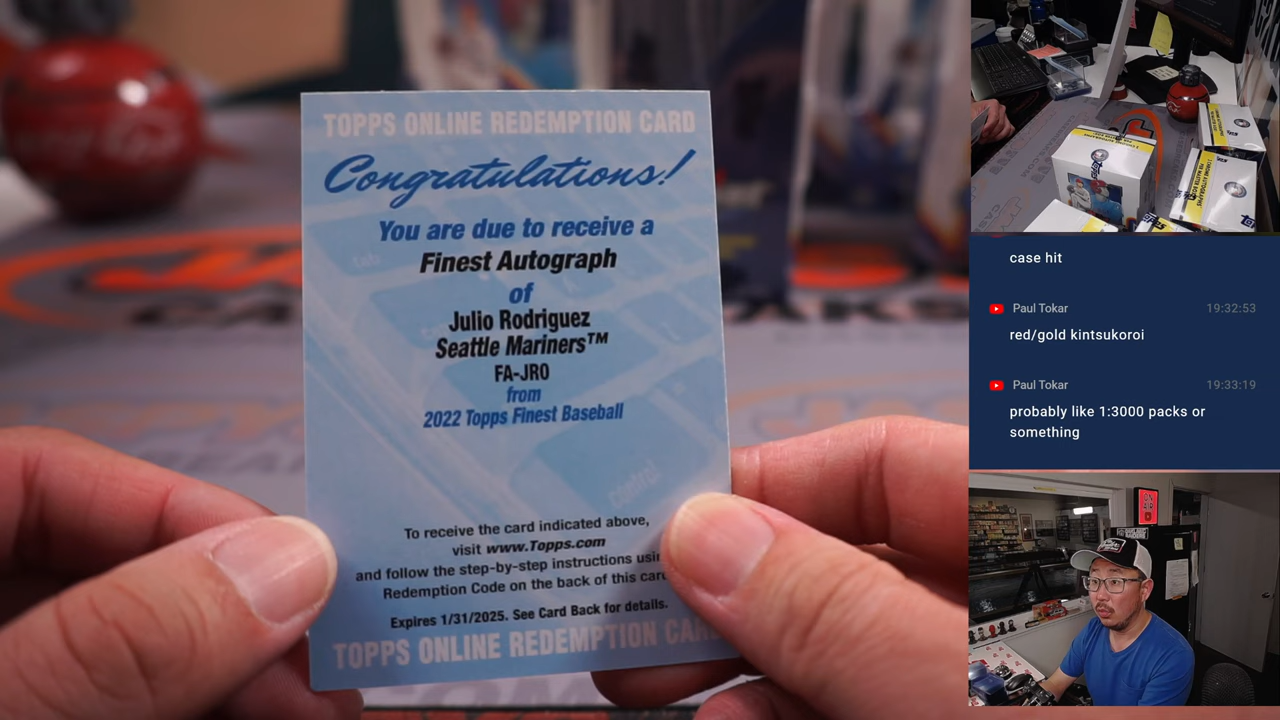 TOPPS ONLINE REDEMPTION CARD
Congratulations!
You are due to receive a
Finest Autograph
of
Julio Rodriguez
Seattle Mariners™
FA-JRO
from
2022 Topps Finest Baseball
To receive the card indicated above,
visit www.Topps.com
and follow the step-by-step instructions
Redemption Code on the back of this
Expires 1/31/2025. See Card Back for details.
TOPPS ONLINE REDEMPTION
case hit
Paul Tokar 19:32:53
red/gold kintsukoroi
Paul Tokar 19:33:19
probably like 1:3000 packs or
something